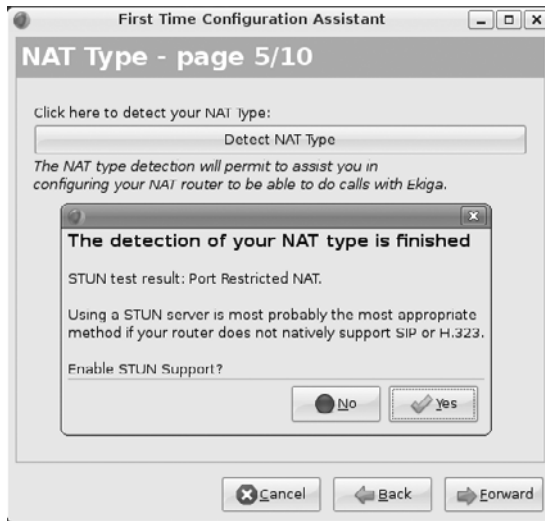 First Time Configuration Assistant
NAT Type - page 5/10
Click here to detect your NAT Type:
Detect NAT Type
The NAT type detection will permit to assist you in
configuring your NAT router to be able to do calls with Ekiga.
The detection of your NAT type is finished
STUN test result: Port Restricted NAT.
Using a STUN server is most probably the most appropriate
method if your router does not natively support SIP or H.323.
Enable STUN Support?
No
Yes
Cancel
Back
Forward